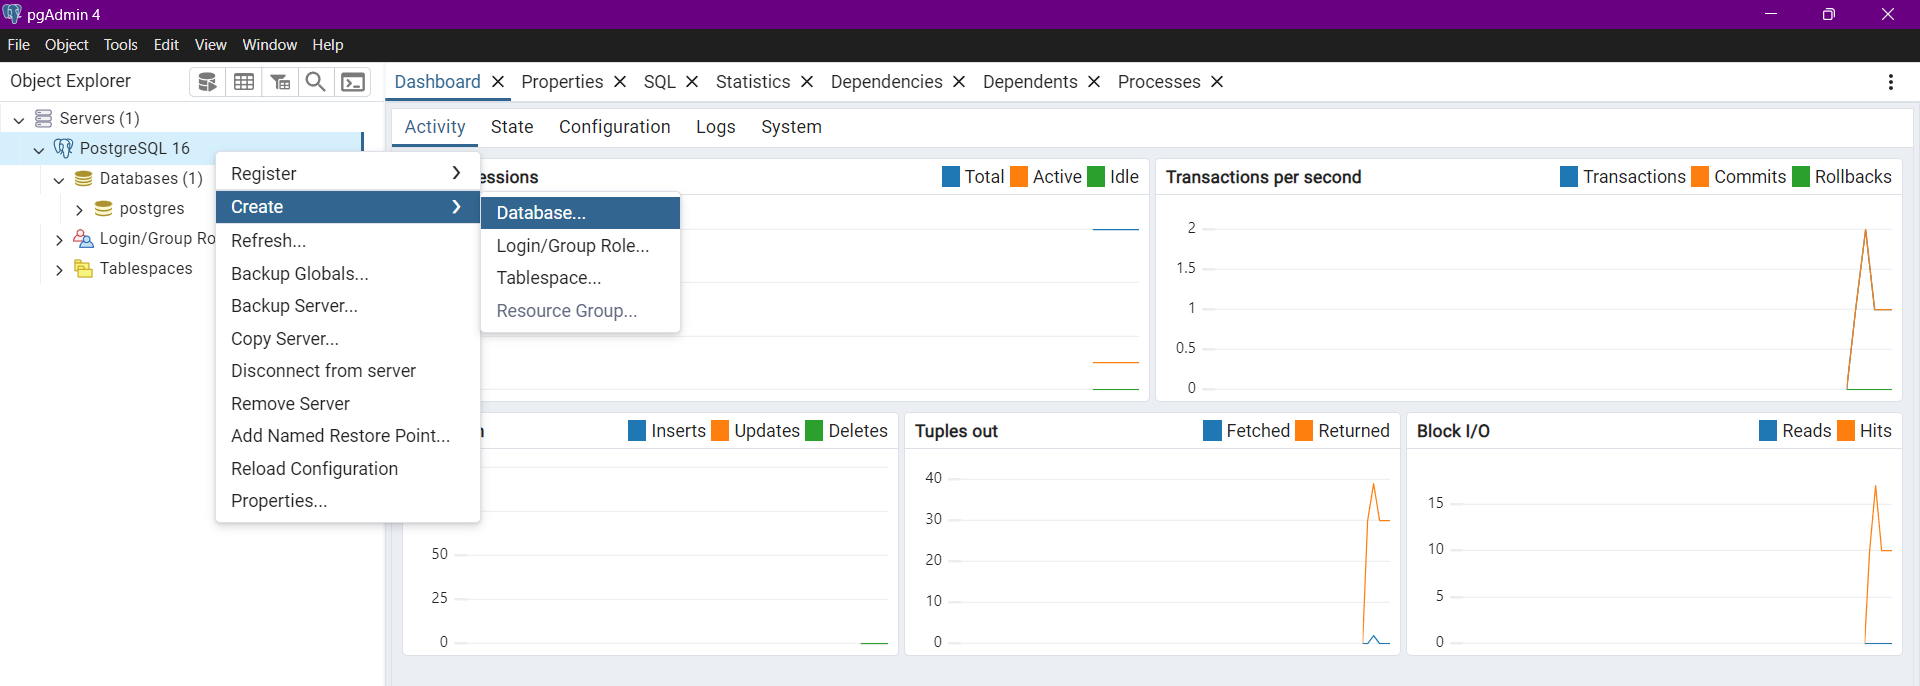 pgAdmin 4
File Object Tools Edit View Window Help
Object Explorer
Dashboard Properties SQL Statistics Dependencies Dependents Processes
Servers (1)
PostgreSQL 16
Databases (1)
postgres
Login/Group Ro
Tablespaces
Register
Create
Refresh...
Backup Globals...
Backup Server...
Copy Server...
Disconnect from server
Remove Server
Add Named Restore Point...
Reload Configuration
Properties...
Database...
Login/Group Role...
Tablespace...
Resource Group...
Activity State Configuration Logs System
essions Total Active Idle
Transactions per second Transactions Commits Rollbacks
2
1.5
1
0.5
0
n Inserts Updates Deletes
50
25
0
Tuples out Fetched Returned
40
30
20
10
0
Block I/O Reads Hits
15
10
5
0